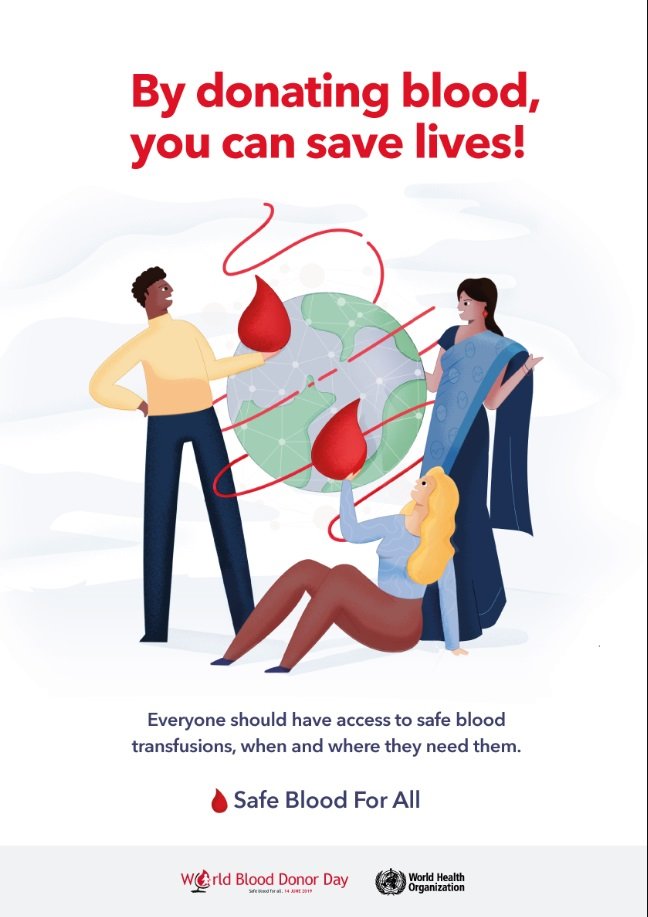 By donating blood,
you can save lives!
Everyone should have access to safe blood
transfusions, when and where they need them.
Safe Blood For All
World Blood Donor Day
Safe blood for all . 14 JUNE 2019
World Health
Organization